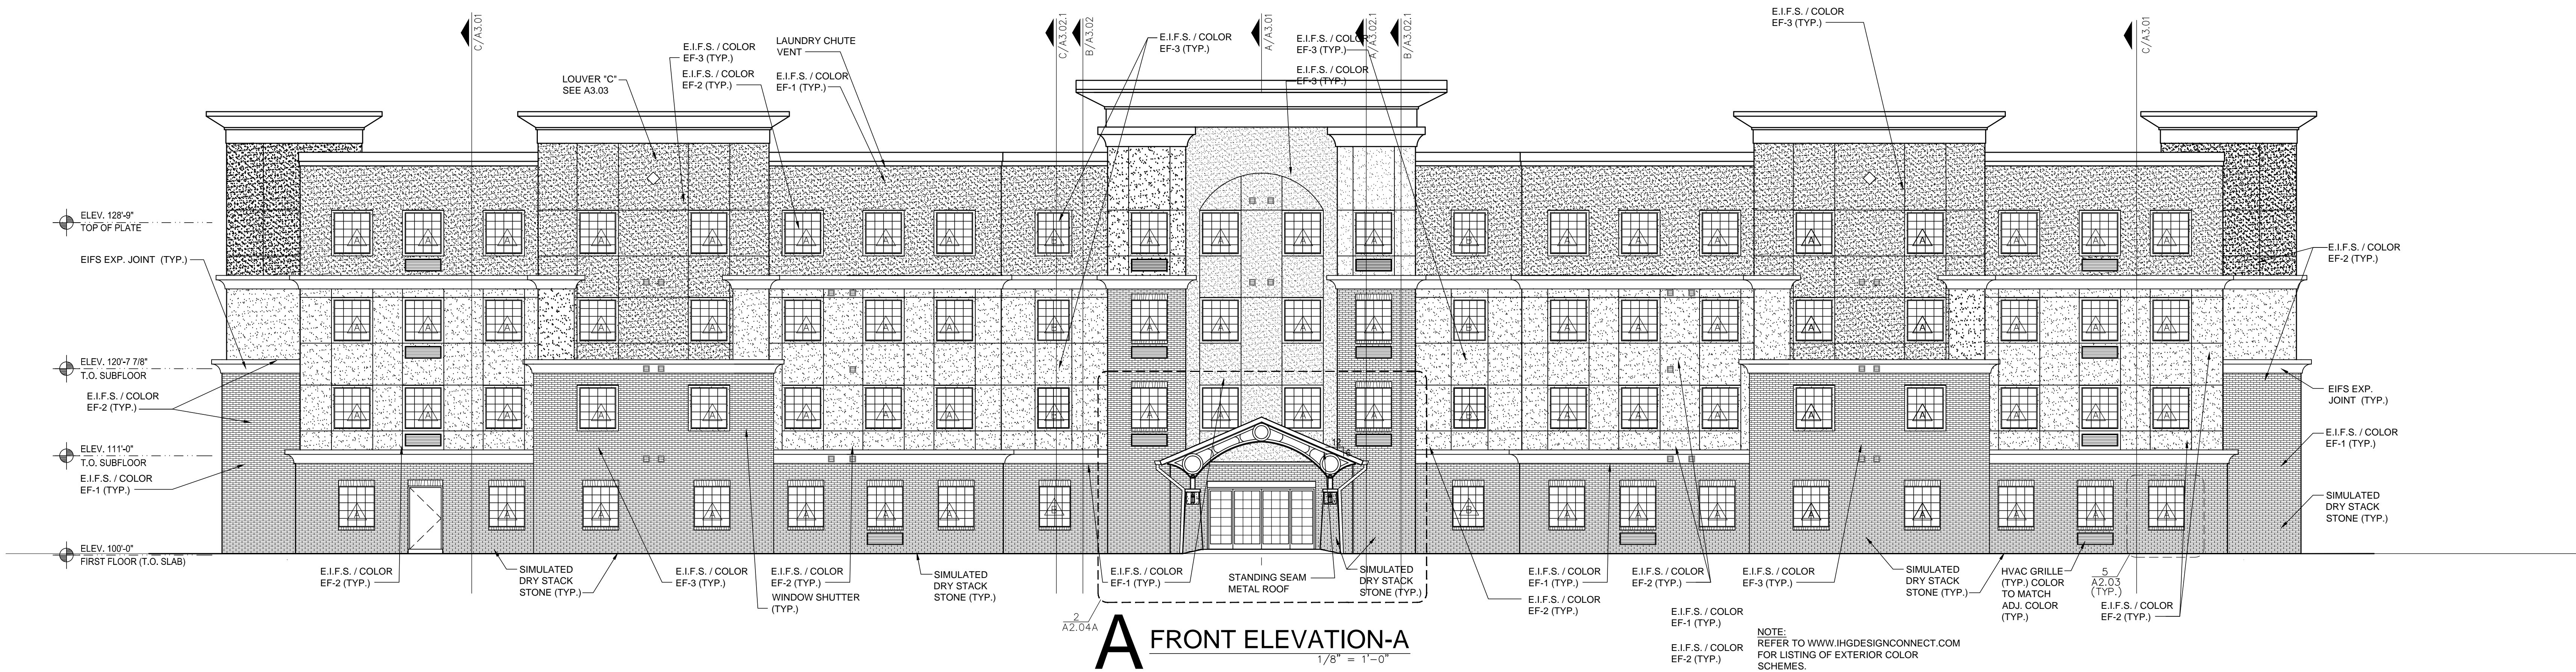 C/A3.01
C/A3.02.1
B/A3.02
A/A3.01
A/A3.02.1
B/A3.02.1
C/A3.01
E.I.F.S. / COLOR
EF-3 (TYP.)
LAUNDRY CHUTE
VENT
E.I.F.S. / COLOR
EF-3 (TYP.)
E.I.F.S. / COLOR
EF-3 (TYP.)
E.I.F.S. / COLOR
EF-3 (TYP.)
LOUVER "C"
SEE A3.03
E.I.F.S. / COLOR
EF-2 (TYP.)
E.I.F.S. / COLOR
EF-1 (TYP.)
E.I.F.S. / COLOR
EF-3 (TYP.)
ELEV. 128'-9"
TOP OF PLATE
EIFS EXP. JOINT (TYP.)
E.I.F.S. / COLOR
EF-2 (TYP.)
ELEV. 120'-7 7/8"
T.O. SUBFLOOR
E.I.F.S. / COLOR
EF-2 (TYP.)
EIFS EXP.
JOINT (TYP.)
ELEV. 111'-0"
T.O. SUBFLOOR
E.I.F.S. / COLOR
EF-1 (TYP.)
E.I.F.S. / COLOR
EF-1 (TYP.)
SIMULATED
DRY STACK
STONE (TYP.)
ELEV. 100'-0"
FIRST FLOOR (T.O. SLAB)
A A A A A A A A B A A A A B A A A A A A A A
A A A A A A A A B A A A A B A A A A A A A A
A A A A A A A A B A A A A B A A A A A A A A
12
16
A A A A A A A B B A A A A A A A A
E.I.F.S. / COLOR
EF-2 (TYP.)
SIMULATED
DRY STACK
STONE (TYP.)
E.I.F.S. / COLOR
EF-3 (TYP.)
E.I.F.S. / COLOR
EF-2 (TYP.)
WINDOW SHUTTER
(TYP.)
SIMULATED
DRY STACK
STONE (TYP.)
E.I.F.S. / COLOR
EF-1 (TYP.)
STANDING SEAM
METAL ROOF
SIMULATED
DRY STACK
STONE (TYP.)
E.I.F.S. / COLOR
EF-1 (TYP.)
E.I.F.S. / COLOR
EF-2 (TYP.)
E.I.F.S. / COLOR
EF-2 (TYP.)
E.I.F.S. / COLOR
EF-1 (TYP.)
E.I.F.S. / COLOR
EF-2 (TYP.)
E.I.F.S. / COLOR
EF-3 (TYP.)
SIMULATED
DRY STACK
STONE (TYP.)
HVAC GRILLE
(TYP.) COLOR
TO MATCH
ADJ. COLOR
(TYP.)
5
A2.03
(TYP.)
E.I.F.S. / COLOR
EF-2 (TYP.)
2
A2.04A
A FRONT ELEVATION-A
1/8" = 1'-0"
NOTE:
REFER TO WWW.IHGDESIGNCONNECT.COM
FOR LISTING OF EXTERIOR COLOR
SCHEMES.